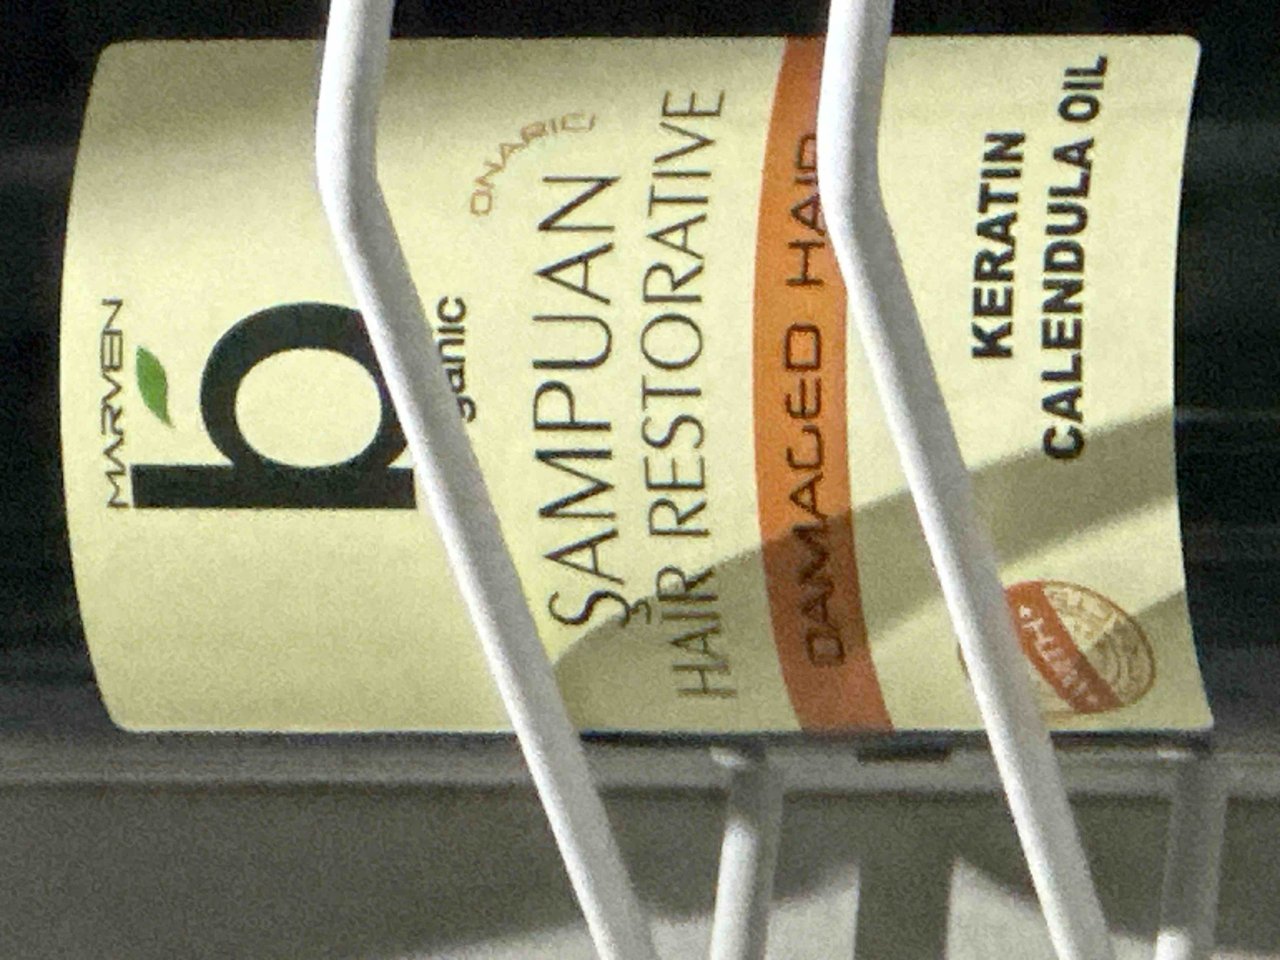 MARVEN
b
ganic
ONARICI
ŞAMPUAN
HAIR RESTORATIVE
DAMAGED HAIR
KERATIN
CALENDULA OIL